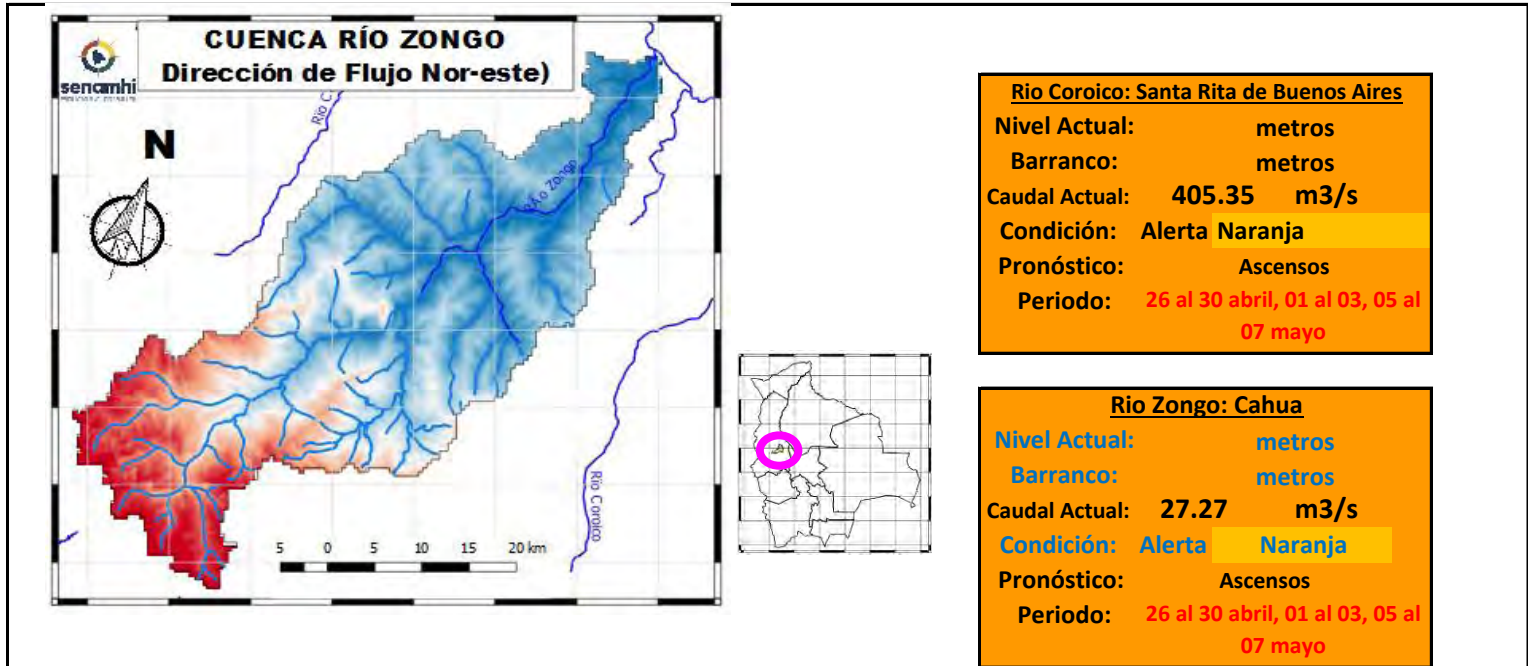 CUENCA RÍO ZONGO
Dirección de Flujo Nor-este)
sencmhi
N
Río C
Río Zongo
Río Coroico
5 0 5 10 15 20 km
Rio Coroico: Santa Rita de Buenos Aires
Nivel Actual: metros
Barranco: metros
Caudal Actual: 405.35 m3/s
Condición: Alerta Naranja
Pronóstico: Ascensos
Periodo: 26 al 30 abril, 01 al 03, 05 al
07 mayo
Rio Zongo: Cahua
Nivel Actual: metros
Barranco: metros
Caudal Actual: 27.27 m3/s
Condición: Alerta Naranja
Pronóstico: Ascensos
Periodo: 26 al 30 abril, 01 al 03, 05 al
07 mayo